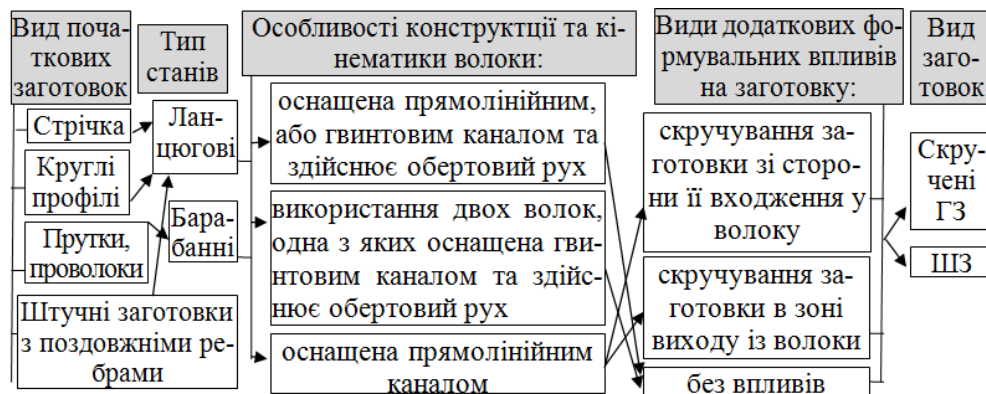 Вид поча-
ткових
заготовок
Тип
станів
Особливості конструктції та кі-
нематики волоки:
Види додаткових фо-
рмувальних впливів
на заготовку:
Вид
заго-
товок
Стрічка
Круглі
профілі
Прутки,
проволоки
Штучні заготовки
з поздовжніми ре-
брами
Лан-
цюгові
Бара-
банні
оснащена прямолінійним,
або гвинтовим каналом та
здійснює обертовий рух
використання двох волок,
одна з яких оснащена гви-
нтовим каналом та здійс-
нює обертовий рух
оснащена прямолінійним
каналом
скручування за-
готовки зі сторо-
ни її входження у
волоку
скручування за-
готовки в зоні
виходу із волоки
без впливів
Скру-
чені
ГЗ
ШЗ